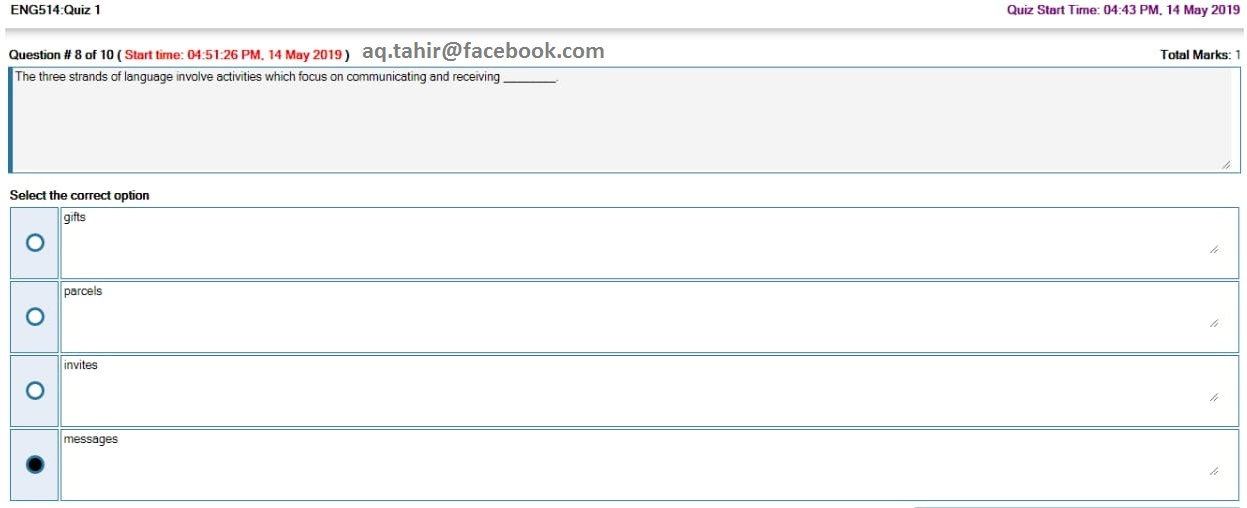 ENG514:Quiz 1
Quiz Start Time: 04:43 PM, 14 May 2019
Question # 8 of 10 ( Start time: 04:51:26 PM, 14 May 2019 ) aq.tahir@facebook.com
Total Marks: 1
The three strands of language involve activities which focus on communicating and receiving ________.
Select the correct option
gifts
parcels
invites
messages